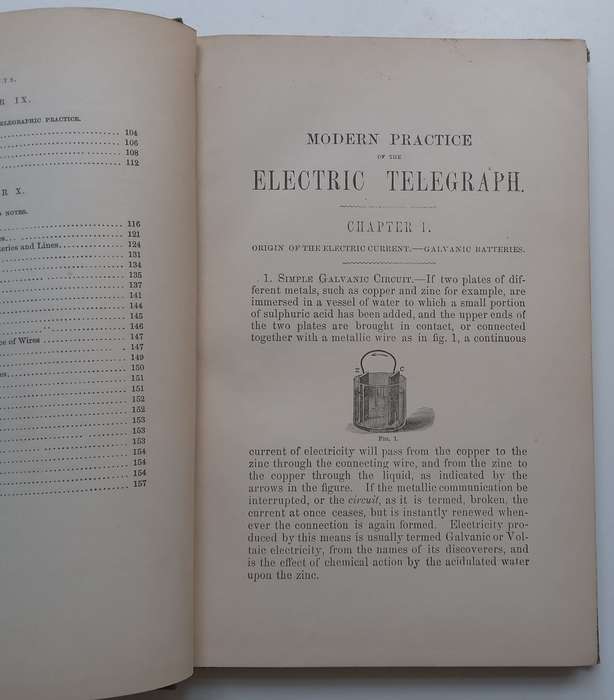 TS.
R IX.
ELEGRAPHIC PRACTICE.
104
106
108
112
R X.
NOTES.
116
es... 121
teries and Lines. 124
131
134
135
137
141
144
145
146
ce of Wires 147
147
149
es. 150
151
151
152
152
153
153
153
154
154
154
157
MODERN PRACTICE
OF THE
ELECTRIC TELEGRAPH.
CHAPTER I.
ORIGIN OF THE ELECTRIC CURRENT.—GALVANIC BATTERIES.
1. SIMPLE GALVANIC CIRCUIT.—If two plates of dif-
ferent metals, such as copper and zinc for example, are
immersed in a vessel of water to which a small portion
of sulphuric acid has been added, and the upper ends of
the two plates are brought in contact, or connected
together with a metallic wire as in fig. 1, a continuous
Z C
FIG. 1.
current of electricity will pass from the copper to the
zinc through the connecting wire, and from the zinc to
the copper through the liquid, as indicated by the
arrows in the figure. If the metallic communication be
interrupted, or the circuit, as it is termed, broken, the
current at once ceases, but is instantly renewed when-
ever the connection is again formed. Electricity pro-
duced by this means is usually termed Galvanic or Vol-
taic electricity, from the names of its discoverers, and
is the effect of chemical action by the acidulated water
upon the zinc.